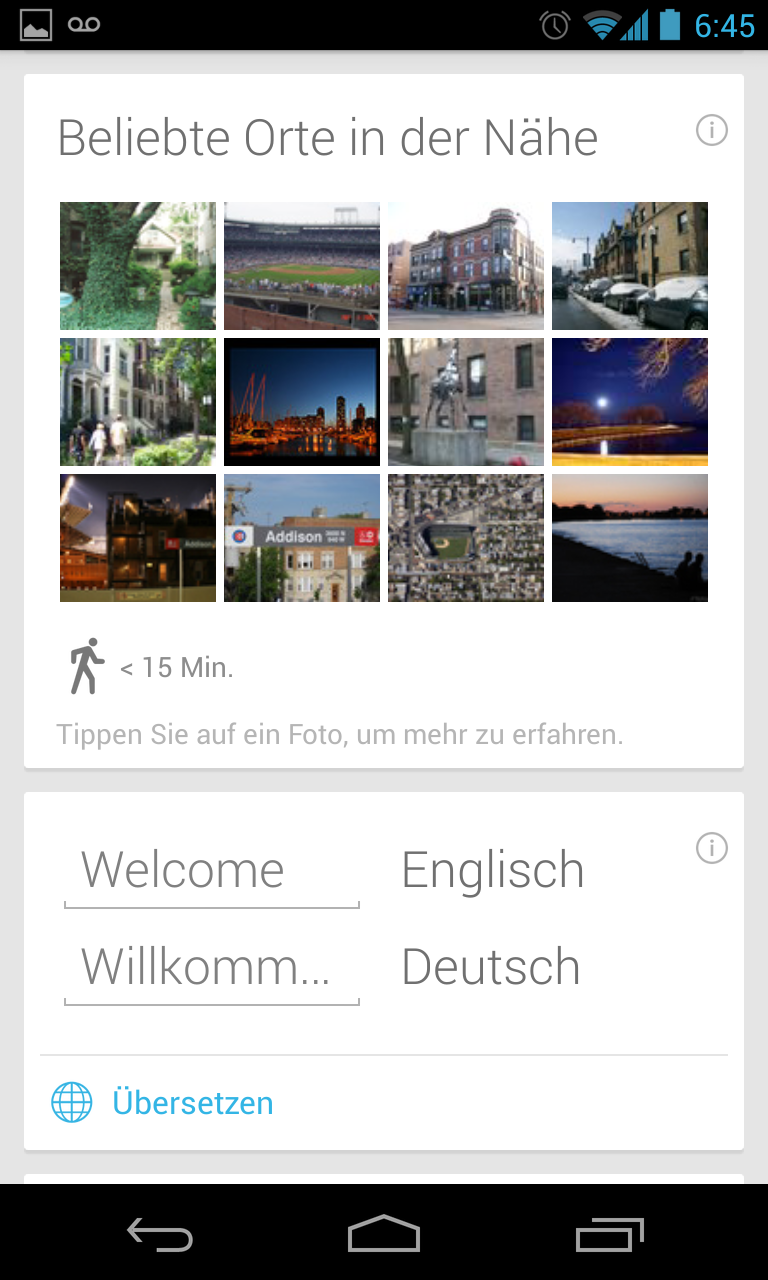 6:45
Beliebte Orte in der Nähe
Addison
Addison
< 15 Min.
Tippen Sie auf ein Foto, um mehr zu erfahren.
Welcome Englisch
Willkomm... Deutsch
Übersetzen